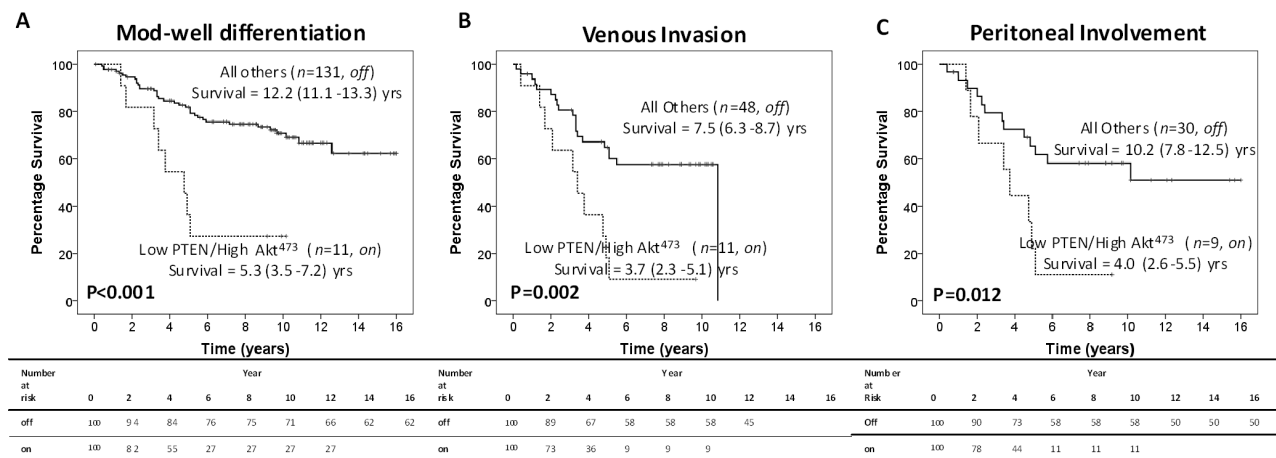 A
Mod-well differentiation
Percentage Survival
100
80
60
40
20
0
0 2 4 6 8 10 12 14 16
Time (years)
All others (n=131, off)
Survival = 12.2 (11.1 -13.3) yrs
Low PTEN/High Akt473 (n=11, on)
Survival = 5.3 (3.5 -7.2) yrs
P<0.001
B
Venous Invasion
Percentage Survival
100
80
60
40
20
0
0 2 4 6 8 10 12 14 16
Time (years)
All Others (n=48, off)
Survival = 7.5 (6.3 -8.7) yrs
Low PTEN/High Akt473 (n=11, on)
Survival = 3.7 (2.3 -5.1) yrs
P=0.002
C
Peritoneal Involvement
Percentage Survival
100
80
60
40
20
0
0 2 4 6 8 10 12 14 16
Time (years)
All Others (n=30, off)
Survival = 10.2 (7.8 -12.5) yrs
Low PTEN/High Akt473 (n=9, on)
Survival = 4.0 (2.6 -5.5) yrs
P=0.012
Number
at
risk
Year
0 2 4 6 8 10 12 14 16
off 100 94 84 76 75 71 66 62 62
on 100 82 55 27 27 27 27
Number
at
risk
Year
0 2 4 6 8 10 12 14 16
off 100 89 67 58 58 58 45
on 100 73 36 9 9 9
Number
at
Risk
Year
0 2 4 6 8 10 12 14 16
Off 100 90 73 58 58 58 50 50 50
on 100 78 44 11 11 11